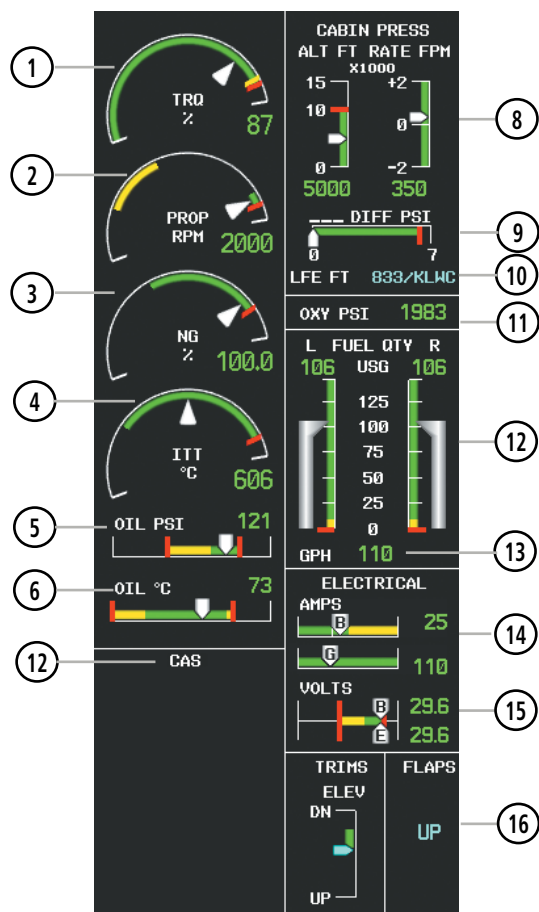 1
TRQ
%
87
2
PROP
RPM
2000
3
NG
%
100.0
4
ITT
°C
606
5
OIL PSI
121
6
OIL °C
73
12
CAS
CABIN PRESS
ALT FT RATE FPM
X1000
15
+2
10
0
0
-2
5000
350
8
___ DIFF PSI
0
7
9
LFE FT 833/KLWC
10
OXY PSI 1983
11
L FUEL QTY R
106 USG 106
125
100
75
50
25
0
12
GPH 110
13
ELECTRICAL
AMPS
B
25
G
110
14
VOLTS
B
29.6
E
29.6
15
TRIMS
ELEV
DN
UP
FLAPS
UP
16